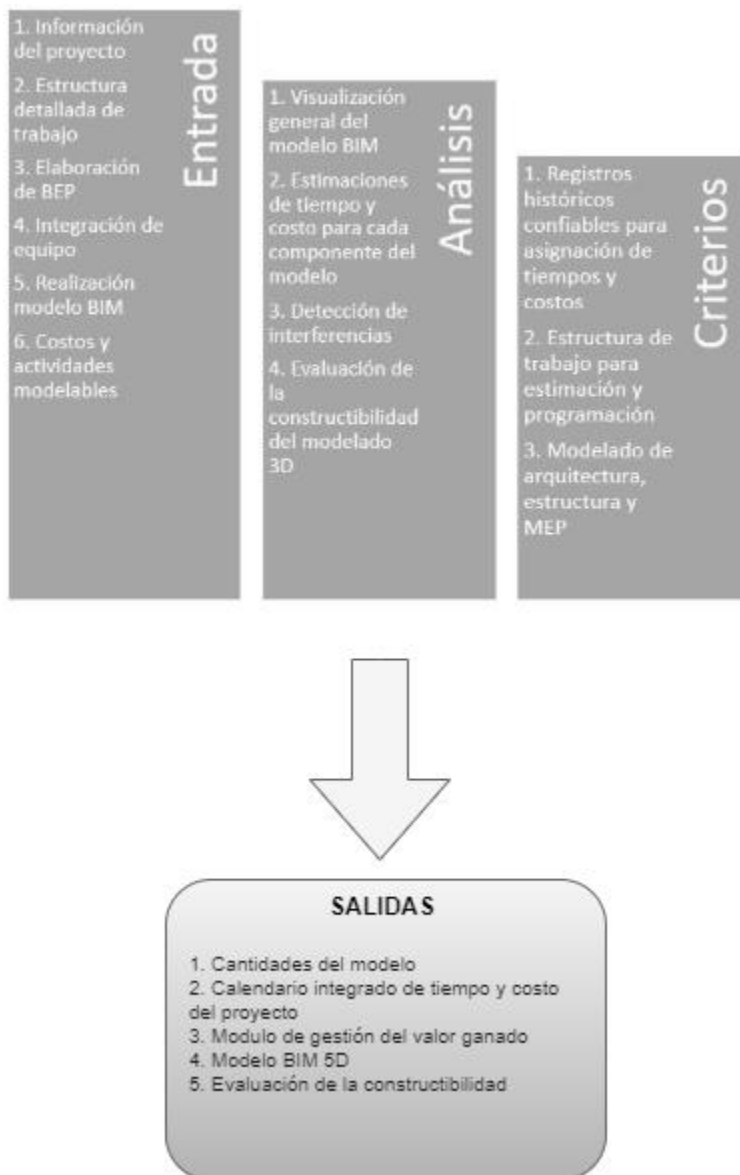 Entrada
1. Información
del proyecto
2. Estructura
detallada de
trabajo
3. Elaboración
de BEP
4. Integración de
equipo
5. Realización
modelo BIM
6. Costos y
actividades
modelables
Análisis
1. Visualización
general del
modelo BIM
2. Estimaciones
de tiempo y
costo para cada
componente del
modelo
3. Detección de
interferencias
4. Evaluación de
la
constructibilidad
del modelado
3D
Criterios
1. Registros
históricos
confiables para
asignación de
tiempos y
costos
2. Estructura de
trabajo para
estimación y
programación
3. Modelado de
arquitectura,
estructura y
MEP
SALIDAS
1. Cantidades del modelo
2. Calendario integrado de tiempo y costo
del proyecto
3. Modulo de gestión del valor ganado
4. Modelo BIM 5D
5. Evaluación de la constructibilidad